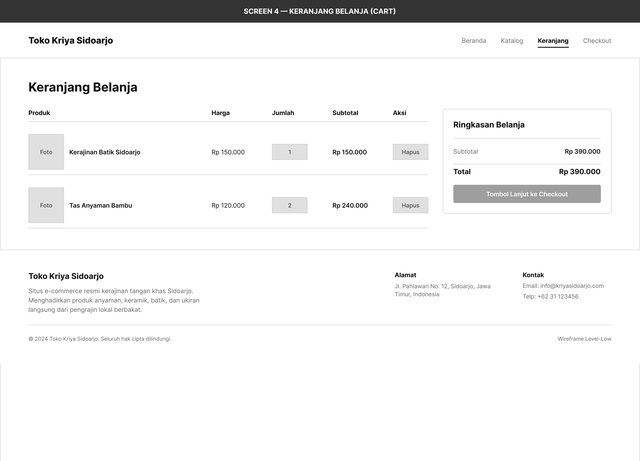 SCREEN 4 — KERANJANG BELANJA (CART)
Toko Kriya Sidoarjo
Beranda Katalog Keranjang Checkout
Keranjang Belanja
Produk Harga Jumlah Subtotal Aksi
Foto Kerajinan Batik Sidoarjo Rp 150.000 1 Rp 150.000 Hapus
Foto Tas Anyaman Bambu Rp 120.000 2 Rp 240.000 Hapus
Ringkasan Belanja
Subtotal Rp 390.000
Total Rp 390.000
Tombol Lanjut ke Checkout
Toko Kriya Sidoarjo
Situs e-commerce resmi kerajinan tangan khas Sidoarjo.
Menghadirkan produk anyaman, keramik, batik, dan ukiran
langsung dari pengrajin lokal berbakat.
Alamat
Jl. Pahlawan No. 12, Sidoarjo, Jawa
Timur, Indonesia
Kontak
Email: info@kriyasidoarjo.com
Telp: +62 31 123456
© 2024 Toko Kriya Sidoarjo. Seluruh hak cipta dilindungi.
Wireframe Level-Low